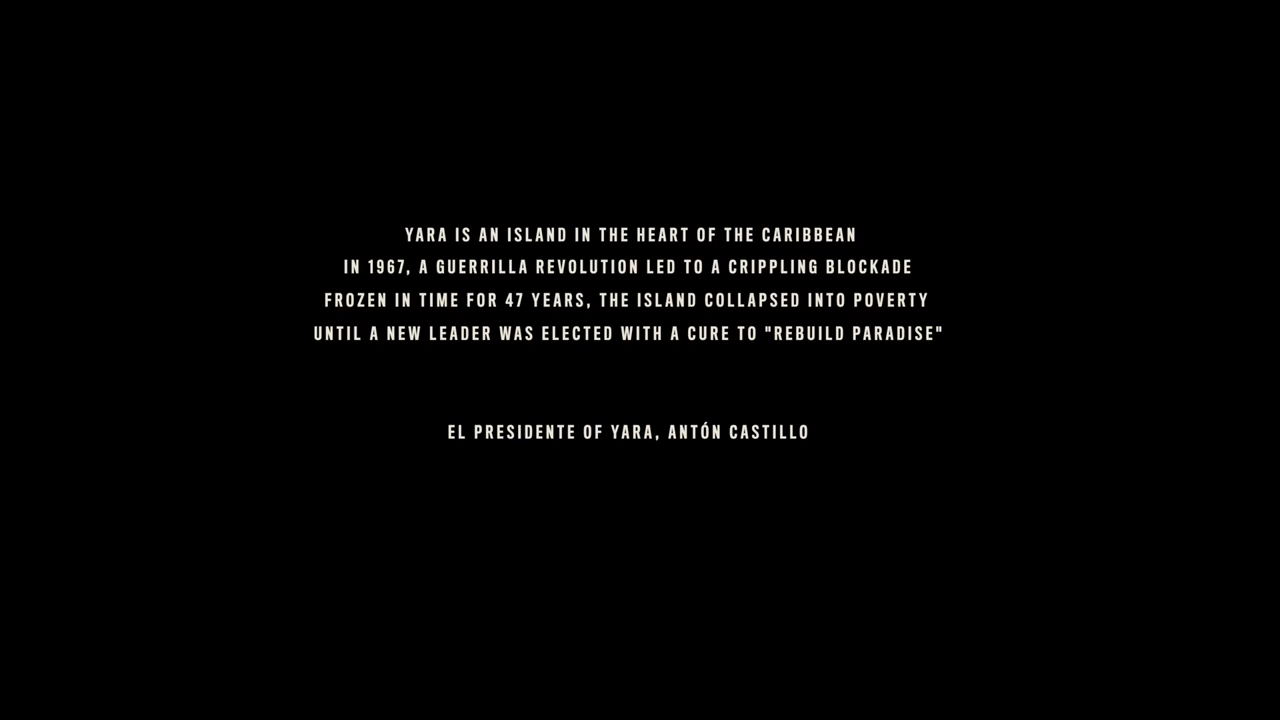 YARA IS AN ISLAND IN THE HEART OF THE CARIBBEAN
IN 1967, A GUERRILLA REVOLUTION LED TO A CRIPPLING BLOCKADE
FROZEN IN TIME FOR 47 YEARS, THE ISLAND COLLAPSED INTO POVERTY
UNTIL A NEW LEADER WAS ELECTED WITH A CURE TO "REBUILD PARADISE"
EL PRESIDENTE OF YARA, ANTÓN CASTILLO